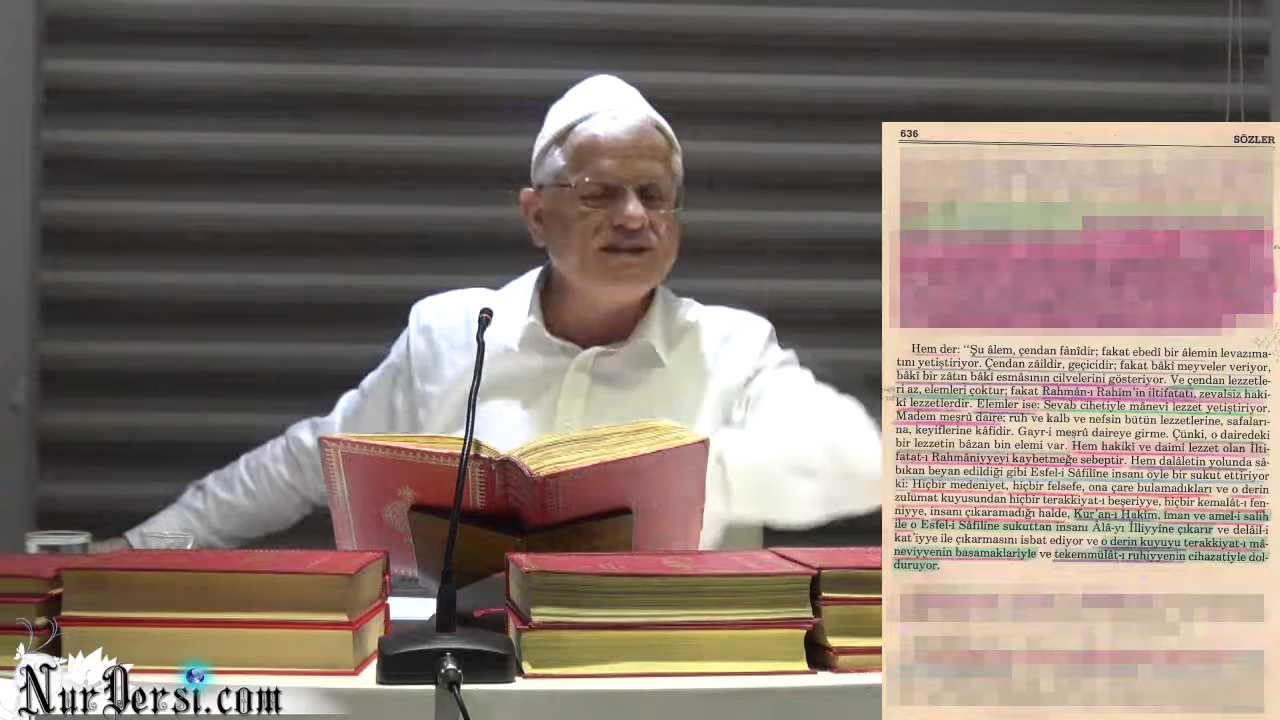 636
SÖZLER
Hem der: "Şu âlem, çendan fânîdir; fakat ebedî bir âlemin levazıma-
tını yetiştiriyor. Çendan zâildir, geçicidir; fakat bâki meyveler veriyor,
bâki bir zâtın bâki esmâsının cilvelerini gösteriyor. Ve çendan lezzetle-
ri az, elemleri çoktur; fakat Rahmân-ı Rahîm'in iltifatatı, zevalsiz haki-
kî lezzetlerdir. Elemler ise: Sevab cihetiyle mânevî lezzet yetiştiriyor.
Madem meşrû daire; ruh ve kalb ve nefsin bütün lezzetlerine, safaları-
na, keyiflerine kâfidir. Gayr-i meşrû daireye girme. Çünki, o dairedeki
bir lezzetin bâzan bin elemi var. Hem hakîkî ve daimî lezzet olan İlti-
fatat-ı Rahmâniyyeyi kaybetmeğe sebeptir. Hem dalâletin yolunda sâ-
bıkan beyan edildiği gibi Esfel-i Sâfilîne insanı öyle bir sukut ettiriyor
ki: Hiçbir medeniyet, hiçbir felsefe, ona çare bulamadıkları ve o derin
zulümat kuyusundan hiçbir terakkiyat-ı beşeriyye, hiçbir kemalât-ı fen-
niyye, insanı çıkaramadığı halde, Kur'an-ı Hakîm, iman ve amel-i salih
ile o Esfel-i Sâfilîne sukuttan insanı Âlâ-yı İlliyyîne çıkarır ve delâil-i
kat'iyye ile çıkarmasını isbat ediyor ve o derin kuyuyu terakkiyat-ı mâ-
neviyyenin basamaklariyle ve tekemmülât-ı ruhiyyenin cihazatiyle dol-
duruyor.
NurDersi.com